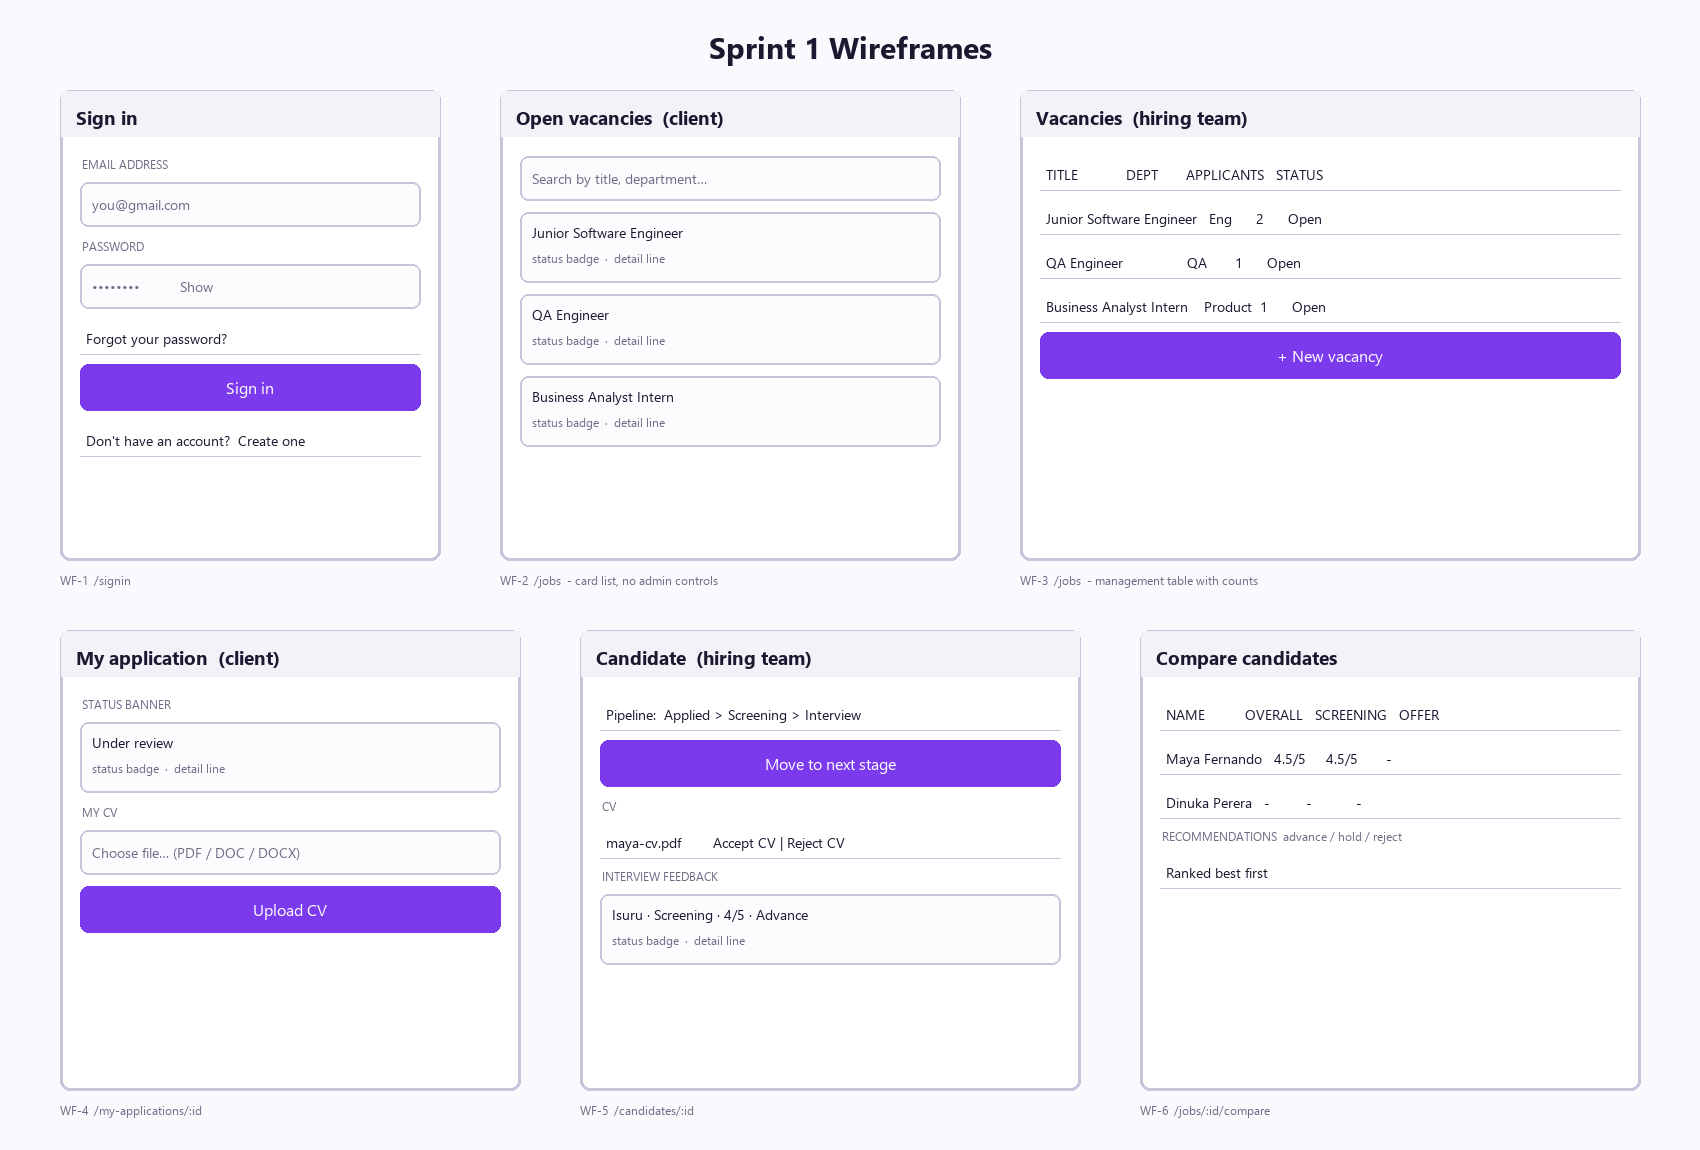 Sprint 1 Wireframes
Sign in
EMAIL ADDRESS
you@gmail.com
PASSWORD
•••••••• Show
Forgot your password?
Sign in
Don't have an account? Create one
WF-1 /signin
Open vacancies (client)
Search by title, department...
Junior Software Engineer
status badge · detail line
QA Engineer
status badge · detail line
Business Analyst Intern
status badge · detail line
WF-2 /jobs - card list, no admin controls
Vacancies (hiring team)
TITLE DEPT APPLICANTS STATUS
Junior Software Engineer Eng 2 Open
QA Engineer QA 1 Open
Business Analyst Intern Product 1 Open
+ New vacancy
WF-3 /jobs - management table with counts
My application (client)
STATUS BANNER
Under review
status badge · detail line
MY CV
Choose file... (PDF / DOC / DOCX)
Upload CV
WF-4 /my-applications/:id
Candidate (hiring team)
Pipeline: Applied > Screening > Interview
Move to next stage
CV
maya-cv.pdf Accept CV | Reject CV
INTERVIEW FEEDBACK
Isuru · Screening · 4/5 · Advance
status badge · detail line
WF-5 /candidates/:id
Compare candidates
NAME OVERALL SCREENING OFFER
Maya Fernando 4.5/5 4.5/5 -
Dinuka Perera - - -
RECOMMENDATIONS advance / hold / reject
Ranked best first
WF-6 /jobs/:id/compare